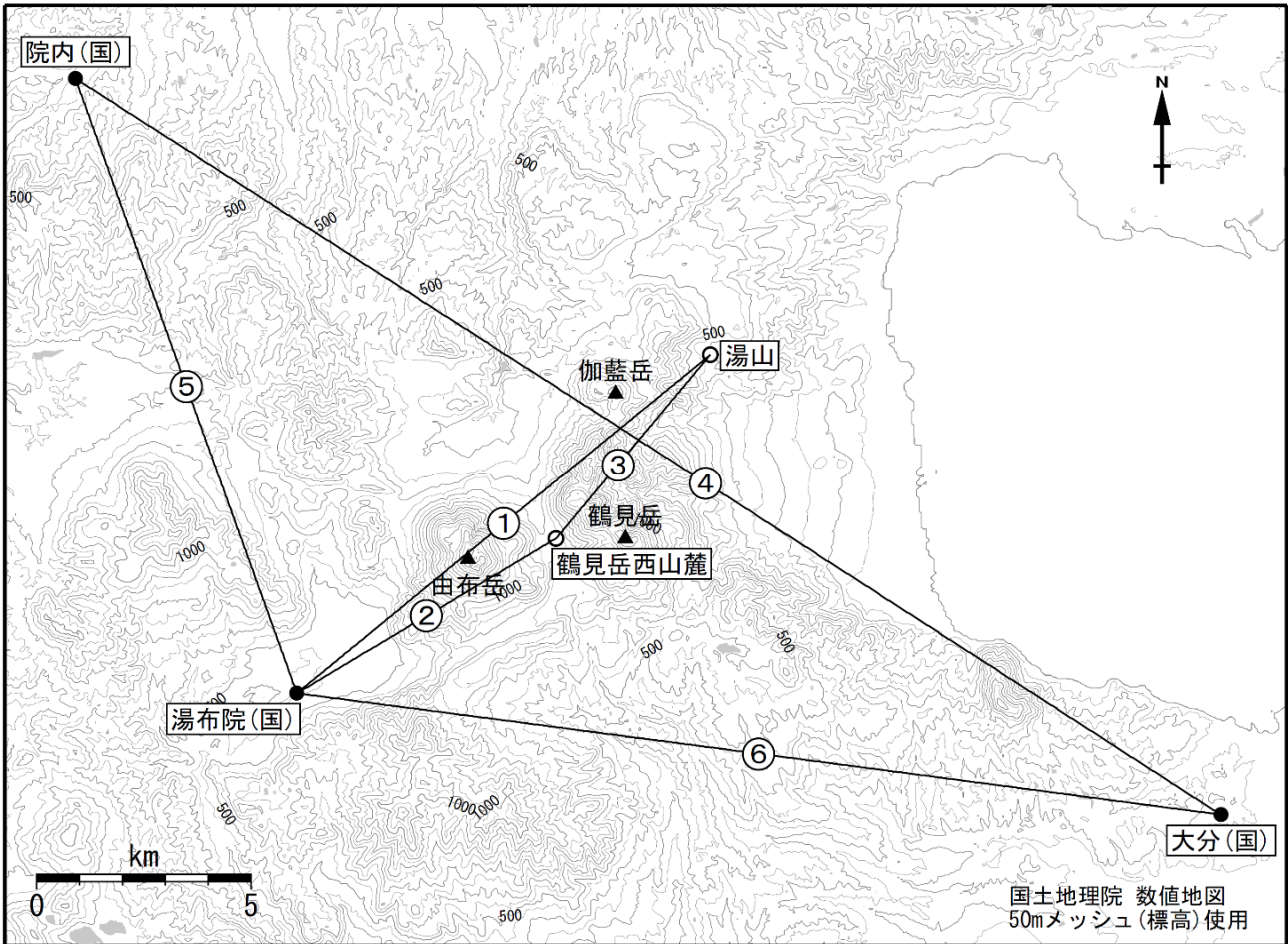 院内(国)
N
500
500
500
500
500
500
湯山
伽藍岳
⑤
③
④
①
鶴見岳
1000
鶴見岳西山麓
由布岳
1000
②
500
500
湯布院(国)
⑥
1000
1000
500
大分(国)
km
0
5
500
国土地理院 数値地図
50mメッシュ(標高)使用